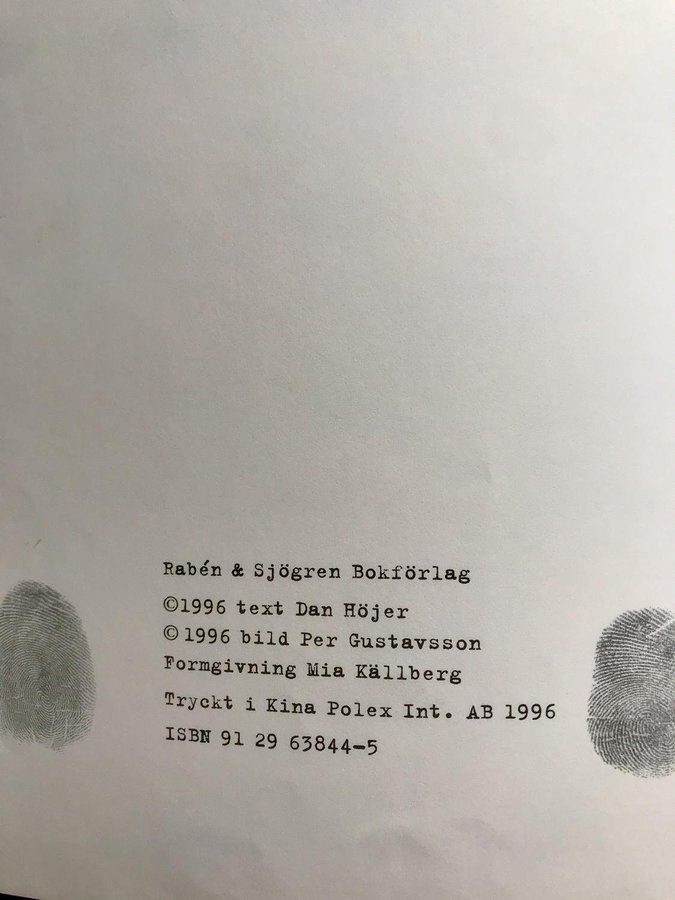 Rabén & Sjögren Bokförlag
©1996 text Dan Höjer
©1996 bild Per Gustavsson
Formgivning Mia Källberg
Tryckt i Kina Polex Int. AB 1996
ISBN 91 29 63844-5